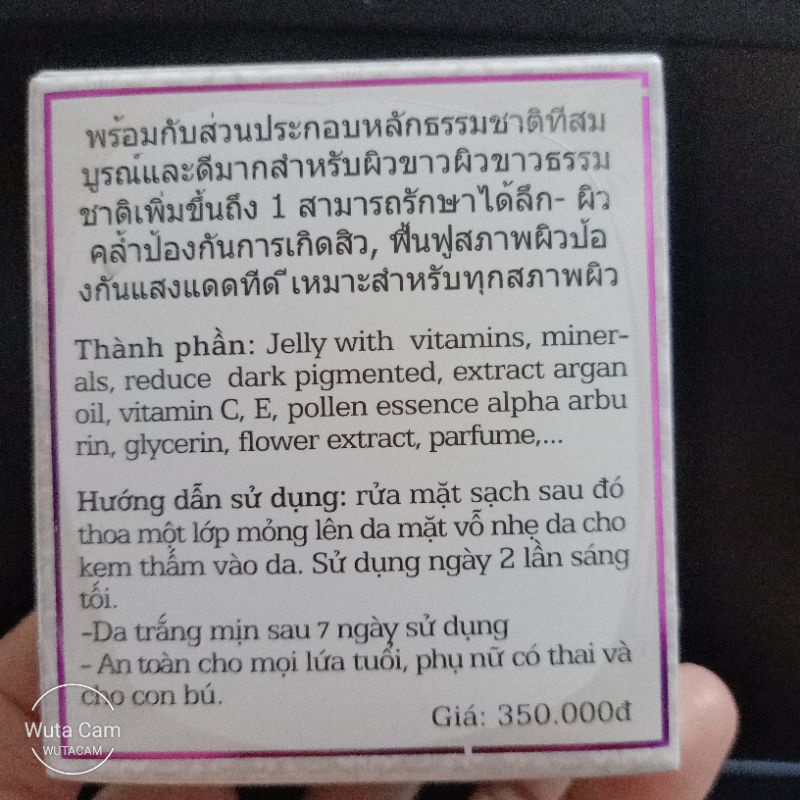 พร้อมกับส่วนประกอบหลักธรรมชาติที่สม
บูรณ์และดีมากสำหรับผิวขาวผิวขาวธรรม
ชาติเพิ่มขึ้นถึง 1 สามารถรักษาได้ลึก- ผิว
คล้ำป้องกันการเกิดสิว, ฟื้นฟูสภาพผิวป้อ
งกันแสงแดดที่ดี เหมาะสำหรับทุกสภาพผิว
Thành phần: Jelly with vitamins, miner-
als, reduce dark pigmented, extract argan
oil, vitamin C, E, pollen essence alpha arbu
rin, glycerin, flower extract, parfume,...
Hướng dẫn sử dụng: rửa mặt sạch sau đó
thoa một lớp mỏng lên da mặt vỗ nhẹ da cho
kem thấm vào da. Sử dụng ngày 2 lần sáng
tối.
-Da trắng mịn sau 7 ngày sử dụng
- An toàn cho mọi lứa tuổi, phụ nữ có thai và
cho con bú.
Giá: 350.000đ
Wuta Cam
WUTACAM